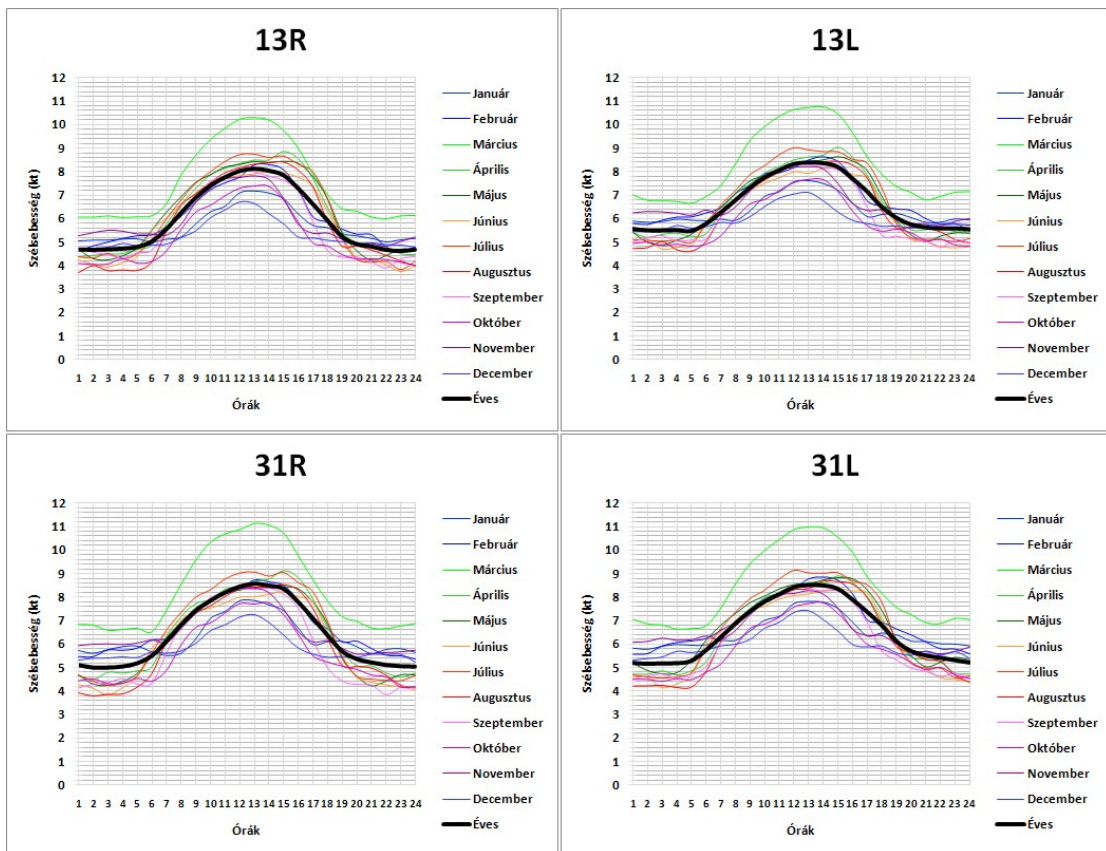 13R
12
11
10
9
8
7
6
5
4
3
2
1
0
Szélsebesség (kt)
1 2 3 4 5 6 7 8 9 10 11 12 13 14 15 16 17 18 19 20 21 22 23 24
Órák
Január
Február
Március
Április
Május
Június
Július
Augusztus
Szeptember
Október
November
December
Éves
13L
12
11
10
9
8
7
6
5
4
3
2
1
0
Szélsebesség (kt)
1 2 3 4 5 6 7 8 9 10 11 12 13 14 15 16 17 18 19 20 21 22 23 24
Órák
Január
Február
Március
Április
Május
Június
Július
Augusztus
Szeptember
Október
November
December
Éves
31R
12
11
10
9
8
7
6
5
4
3
2
1
0
Szélsebesség (kt)
1 2 3 4 5 6 7 8 9 10 11 12 13 14 15 16 17 18 19 20 21 22 23 24
Órák
Január
Február
Március
Április
Május
Június
Július
Augusztus
Szeptember
Október
November
December
Éves
31L
12
11
10
9
8
7
6
5
4
3
2
1
0
Szélsebesség (kt)
1 2 3 4 5 6 7 8 9 10 11 12 13 14 15 16 17 18 19 20 21 22 23 24
Órák
Január
Február
Március
Április
Május
Június
Július
Augusztus
Szeptember
Október
November
December
Éves